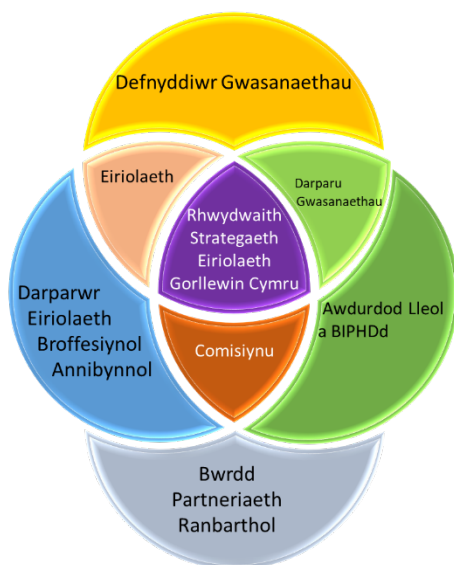 Defnyddiwr Gwasanaethau
Eiriolaeth
Darparu
Gwasanaethau
Rhwydwaith
Strategaeth
Eiriolaeth
Gorllewin Cymru
Darparwr
Eiriolaeth
Broffesiynol
Annibynnol
Awdurdod Lleol
a BIPHDd
Comisiynu
Bwrdd
Partneriaeth
Ranbarthol